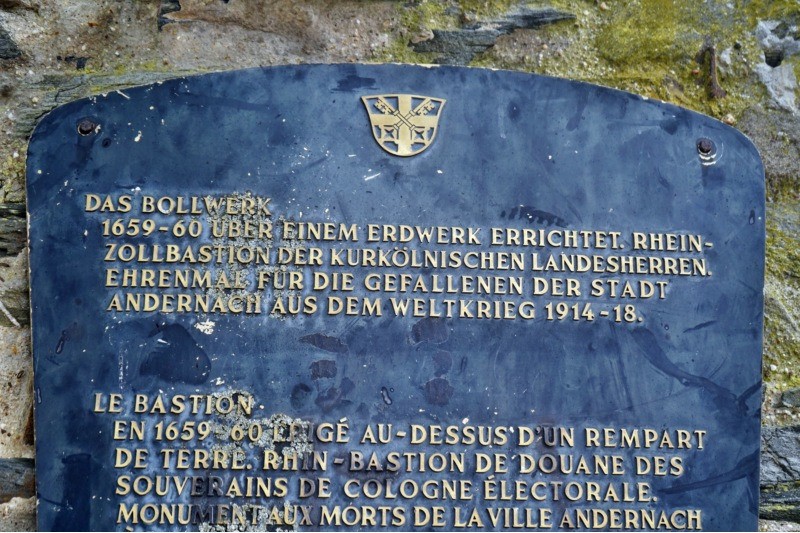 DAS BOLLWERK
1659-60 ÜBER EINEM ERDWERK ERRICHTET. RHEIN-
ZOLLBASTION DER KURKÖLNISCHEN LANDESHERREN.
EHRENMAL FÜR DIE GEFALLENEN DER STADT
ANDERNACH AUS DEM WELTKRIEG 1914-18.
LE BASTION
EN 1659-60 ERIGÉ AU-DESSUS D'UN REMPART
DE TERRE. RHIN-BASTION DE DOUANE DES
SOUVERAINS DE COLOGNE ÉLECTORALE.
MONUMENT AUX MORTS DE LA VILLE ANDERNACH